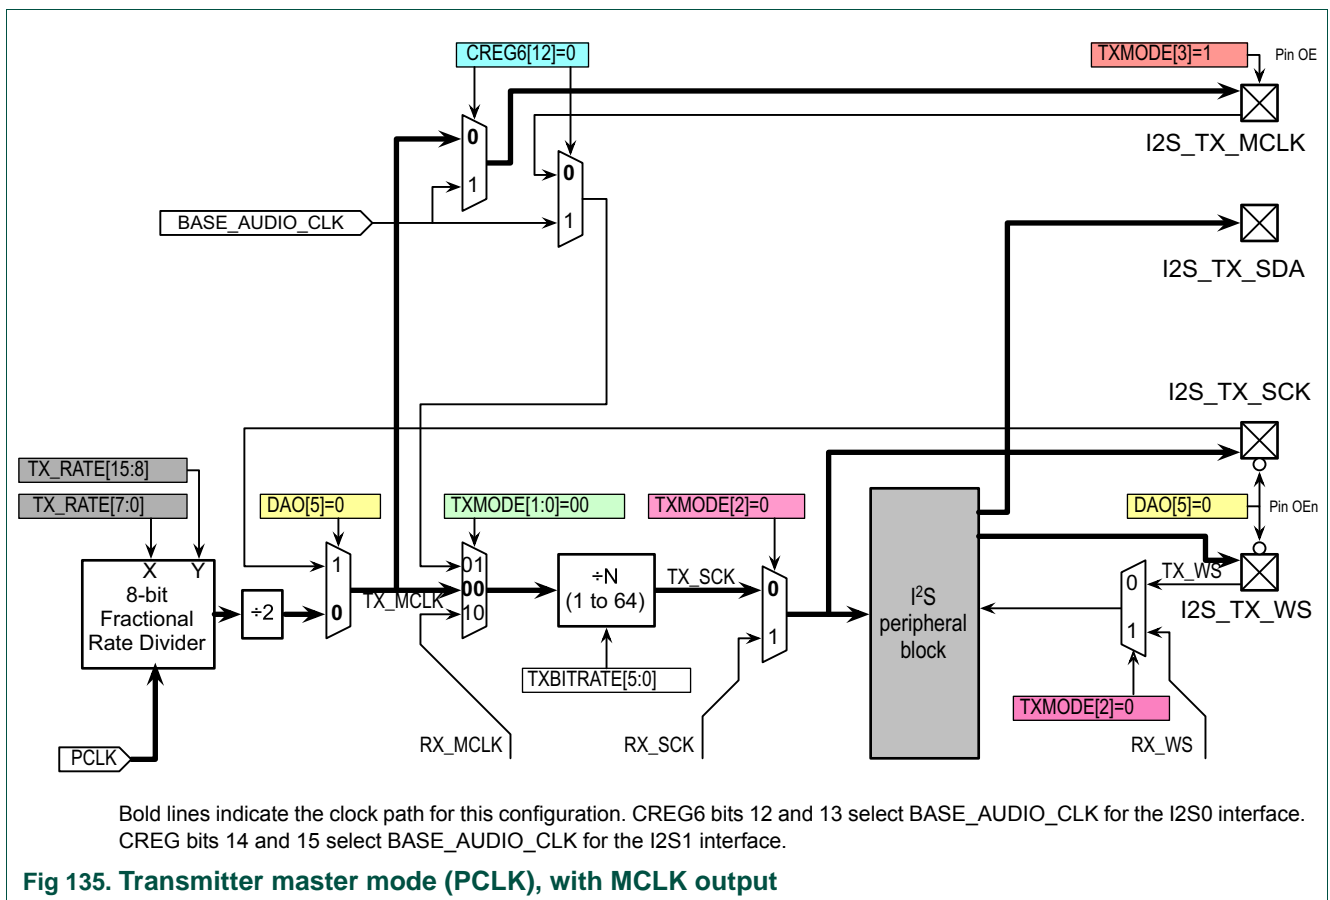 CREG6[12]=0
TXMODE[3]=1
Pin OE
0
I2S_TX_MCLK
0
1
BASE_AUDIO_CLK
1
I2S_TX_SDA
I2S_TX_SCK
TX_RATE[15:8]
TX_RATE[7:0]
DAO[5]=0
TXMODE[1:0]=00
TXMODE[2]=0
DAO[5]=0
Pin OEn
X
Y
8-bit
Fractional
Rate Divider
÷2
1
0
TX_MCLK
01
00
10
÷N
(1 to 64)
TX_SCK
0
1
I²S
peripheral
block
TX_WS
0
1
I2S_TX_WS
TXBITRATE[5:0]
TXMODE[2]=0
PCLK
RX_MCLK
RX_SCK
RX_WS
Bold lines indicate the clock path for this configuration. CREG6 bits 12 and 13 select BASE_AUDIO_CLK for the I2S0 interface.
CREG bits 14 and 15 select BASE_AUDIO_CLK for the I2S1 interface.
Fig 135. Transmitter master mode (PCLK), with MCLK output